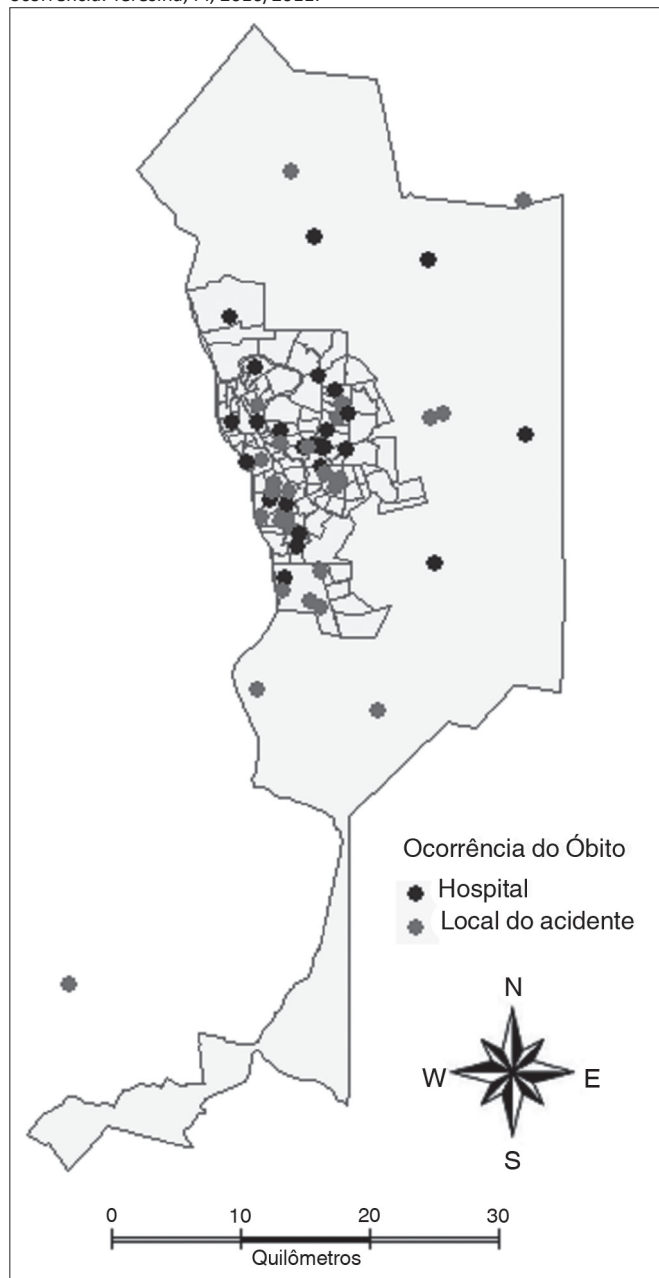 Ocorrência do Óbito
Hospital
Local do acidente
N
W E
S
0 10 20 30
Quilômetros